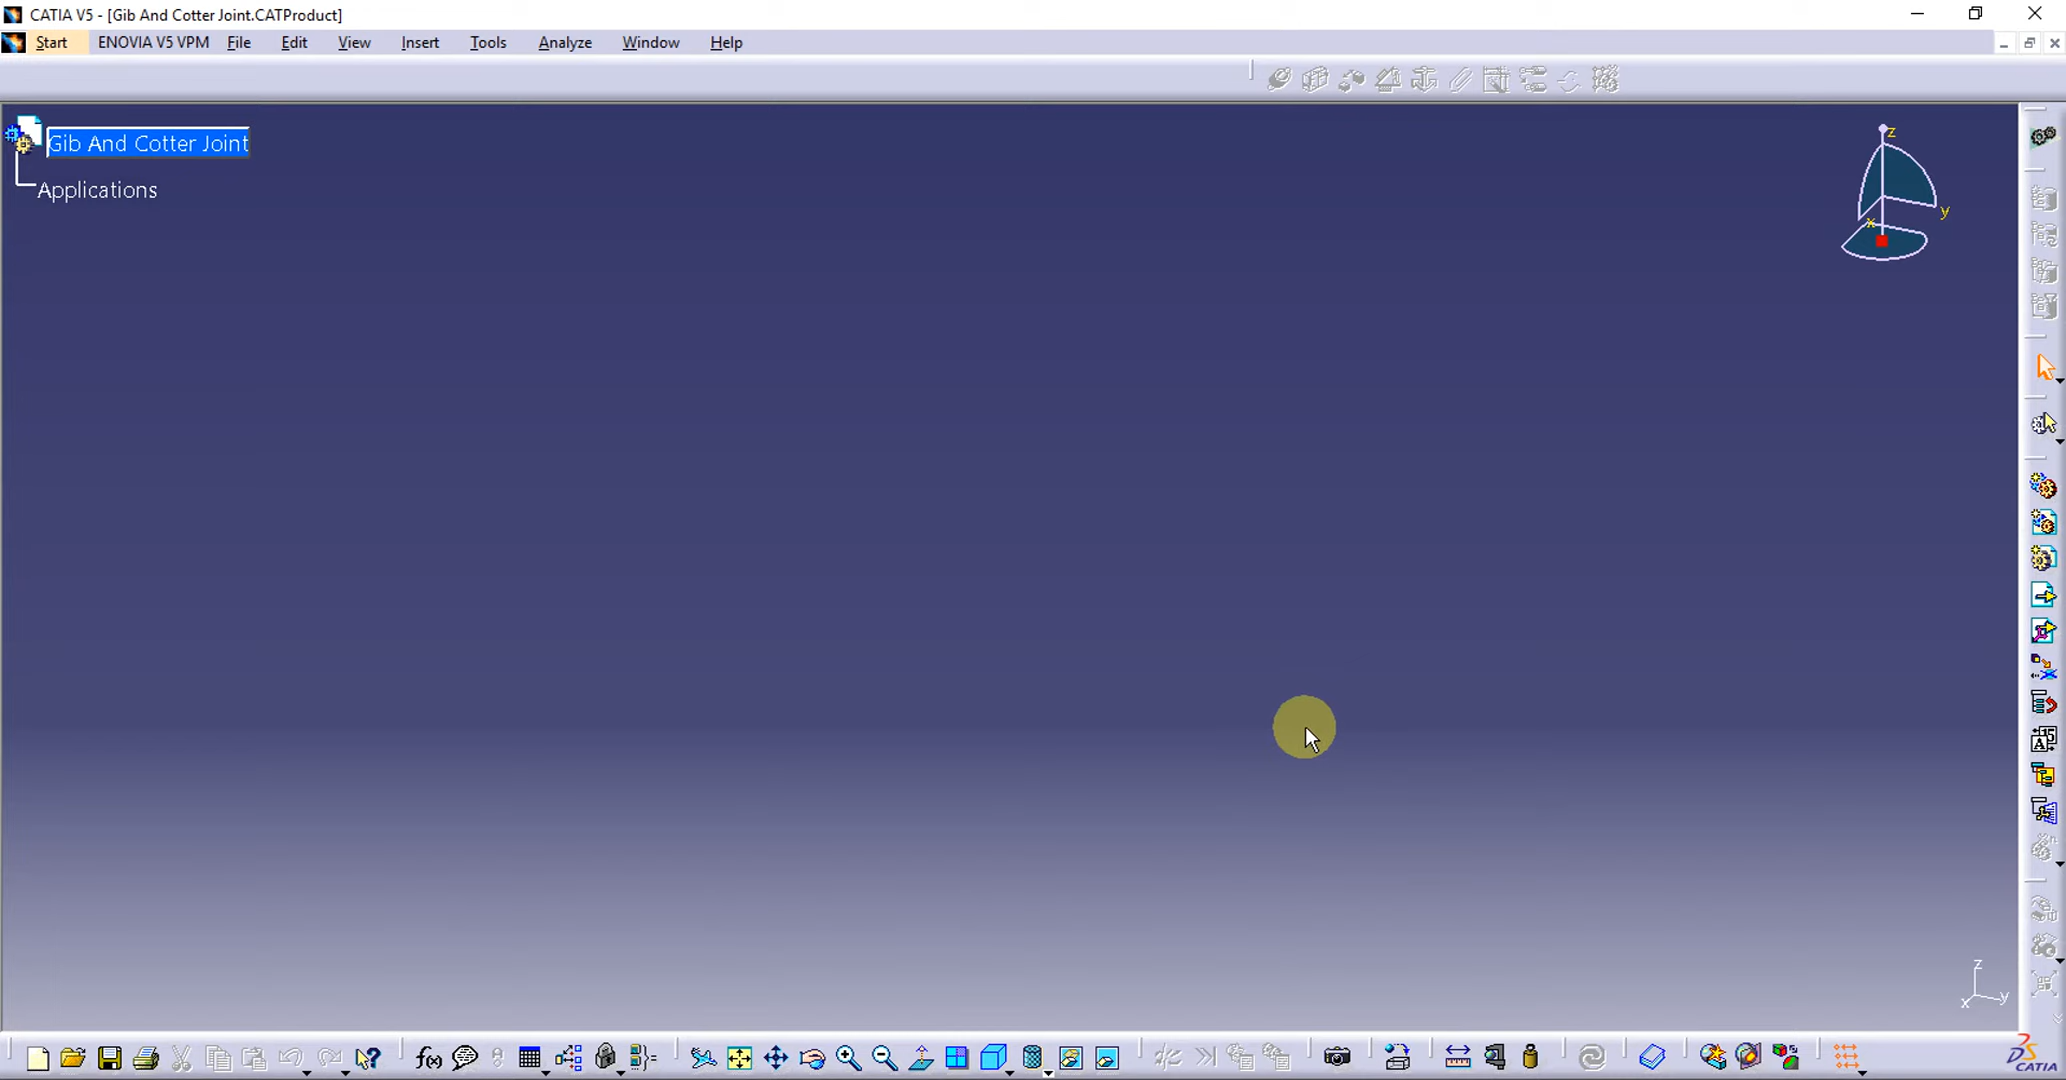 CATIA V5 - [Gib And Cotter Joint.CATProduct]
Start ENOVIA V5 VPM File Edit View Insert Tools Analyze Window Help
Gib And Cotter Joint
Applications
z
y
x
z
x y
f(x)
CATIA